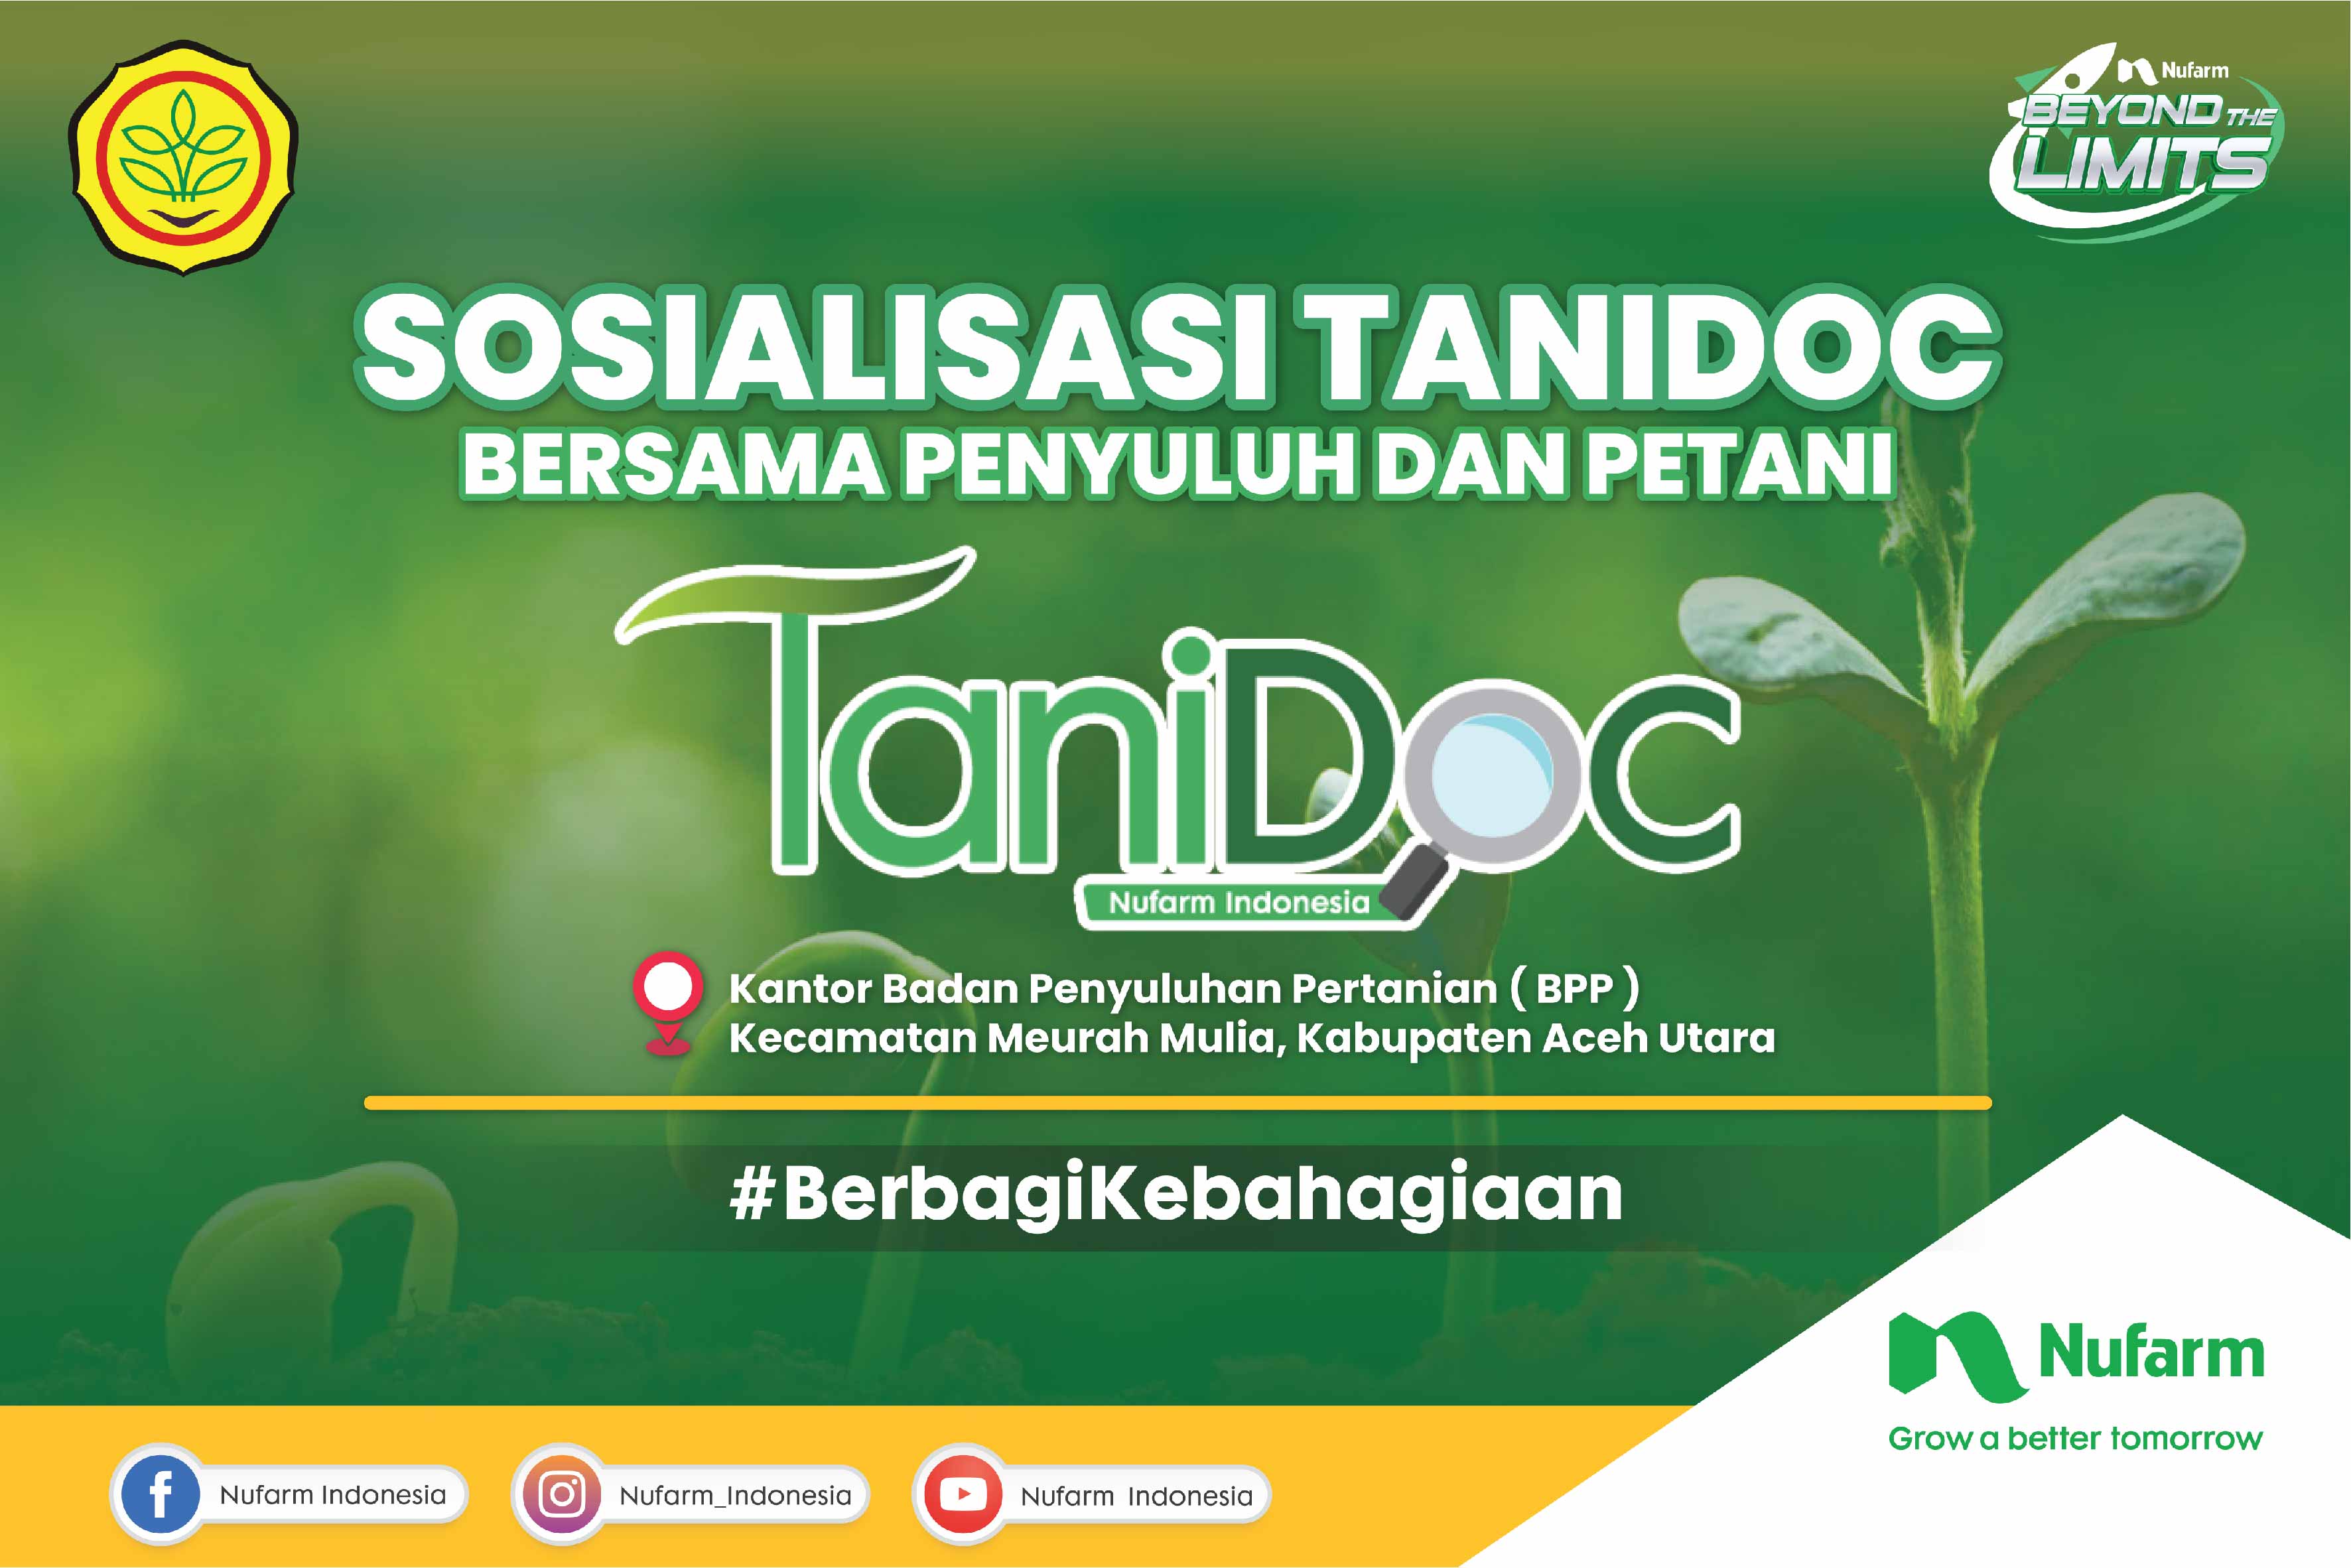 Nufarm
BEYOND THE
LIMITS
SOSIALISASI TANIDOC
BERSAMA PENYULUH DAN PETANI
TaniDoc
Nufarm Indonesia
Kantor Badan Penyuluhan Pertanian ( BPP )
Kecamatan Meurah Mulia, Kabupaten Aceh Utara
#BerbagiKebahagiaan
Nufarm
Grow a better tomorrow
Nufarm Indonesia
Nufarm_Indonesia
Nufarm Indonesia